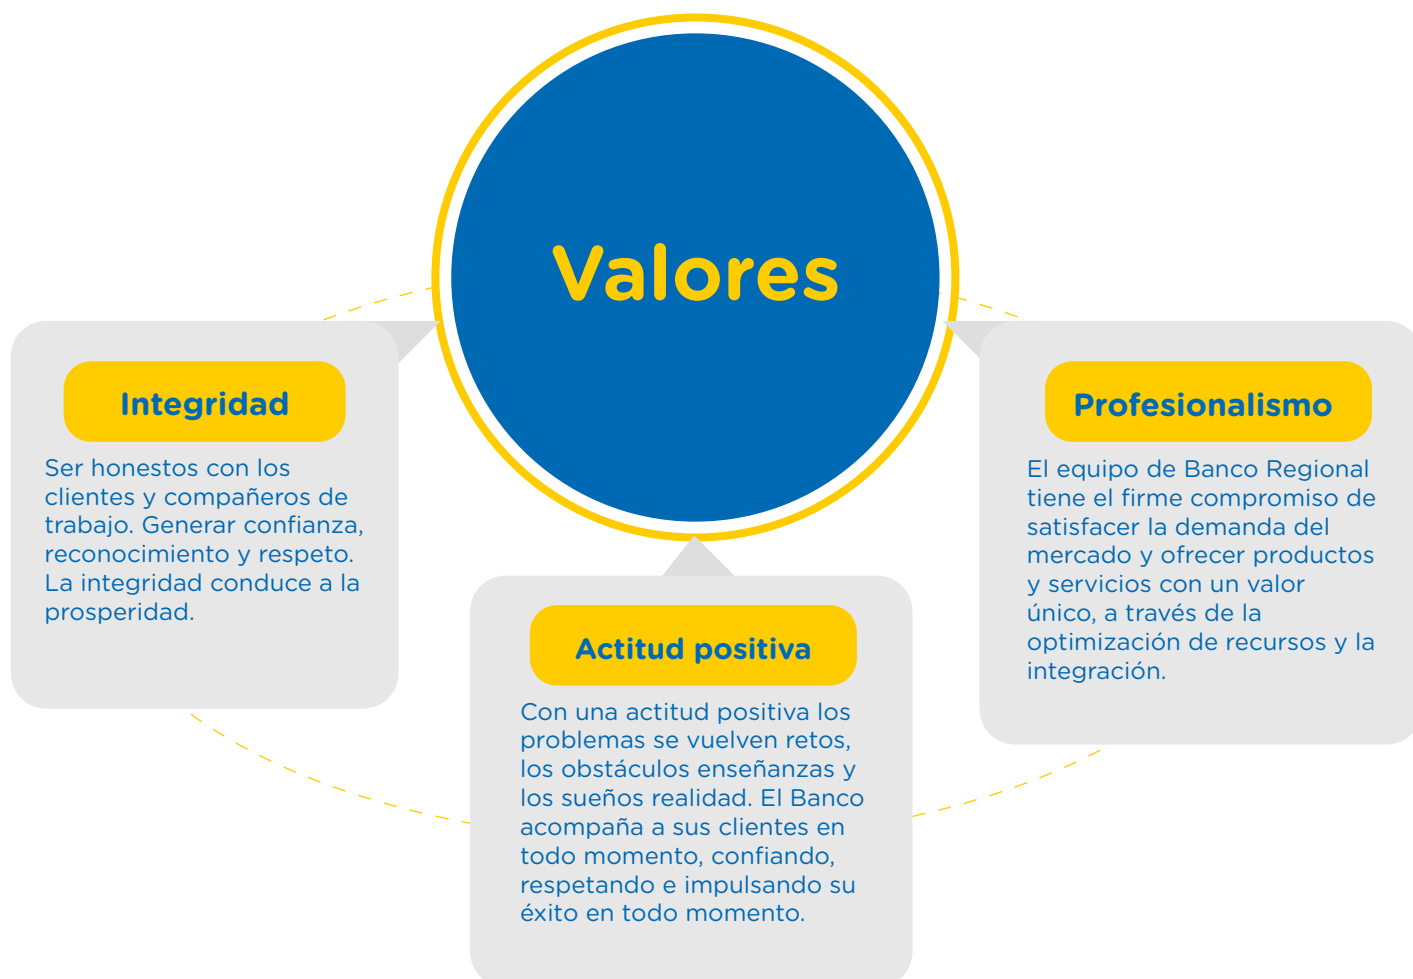 Valores
Integridad
Ser honestos con los
clientes y compañeros de
trabajo. Generar confianza,
reconocimiento y respeto.
La integridad conduce a la
prosperidad.
Actitud positiva
Con una actitud positiva los
problemas se vuelven retos,
los obstáculos enseñanzas y
los sueños realidad. El Banco
acompaña a sus clientes en
todo momento, confiando,
respetando e impulsando su
éxito en todo momento.
Profesionalismo
El equipo de Banco Regional
tiene el firme compromiso de
satisfacer la demanda del
mercado y ofrecer productos
y servicios con un valor
único, a través de la
optimización de recursos y la
integración.